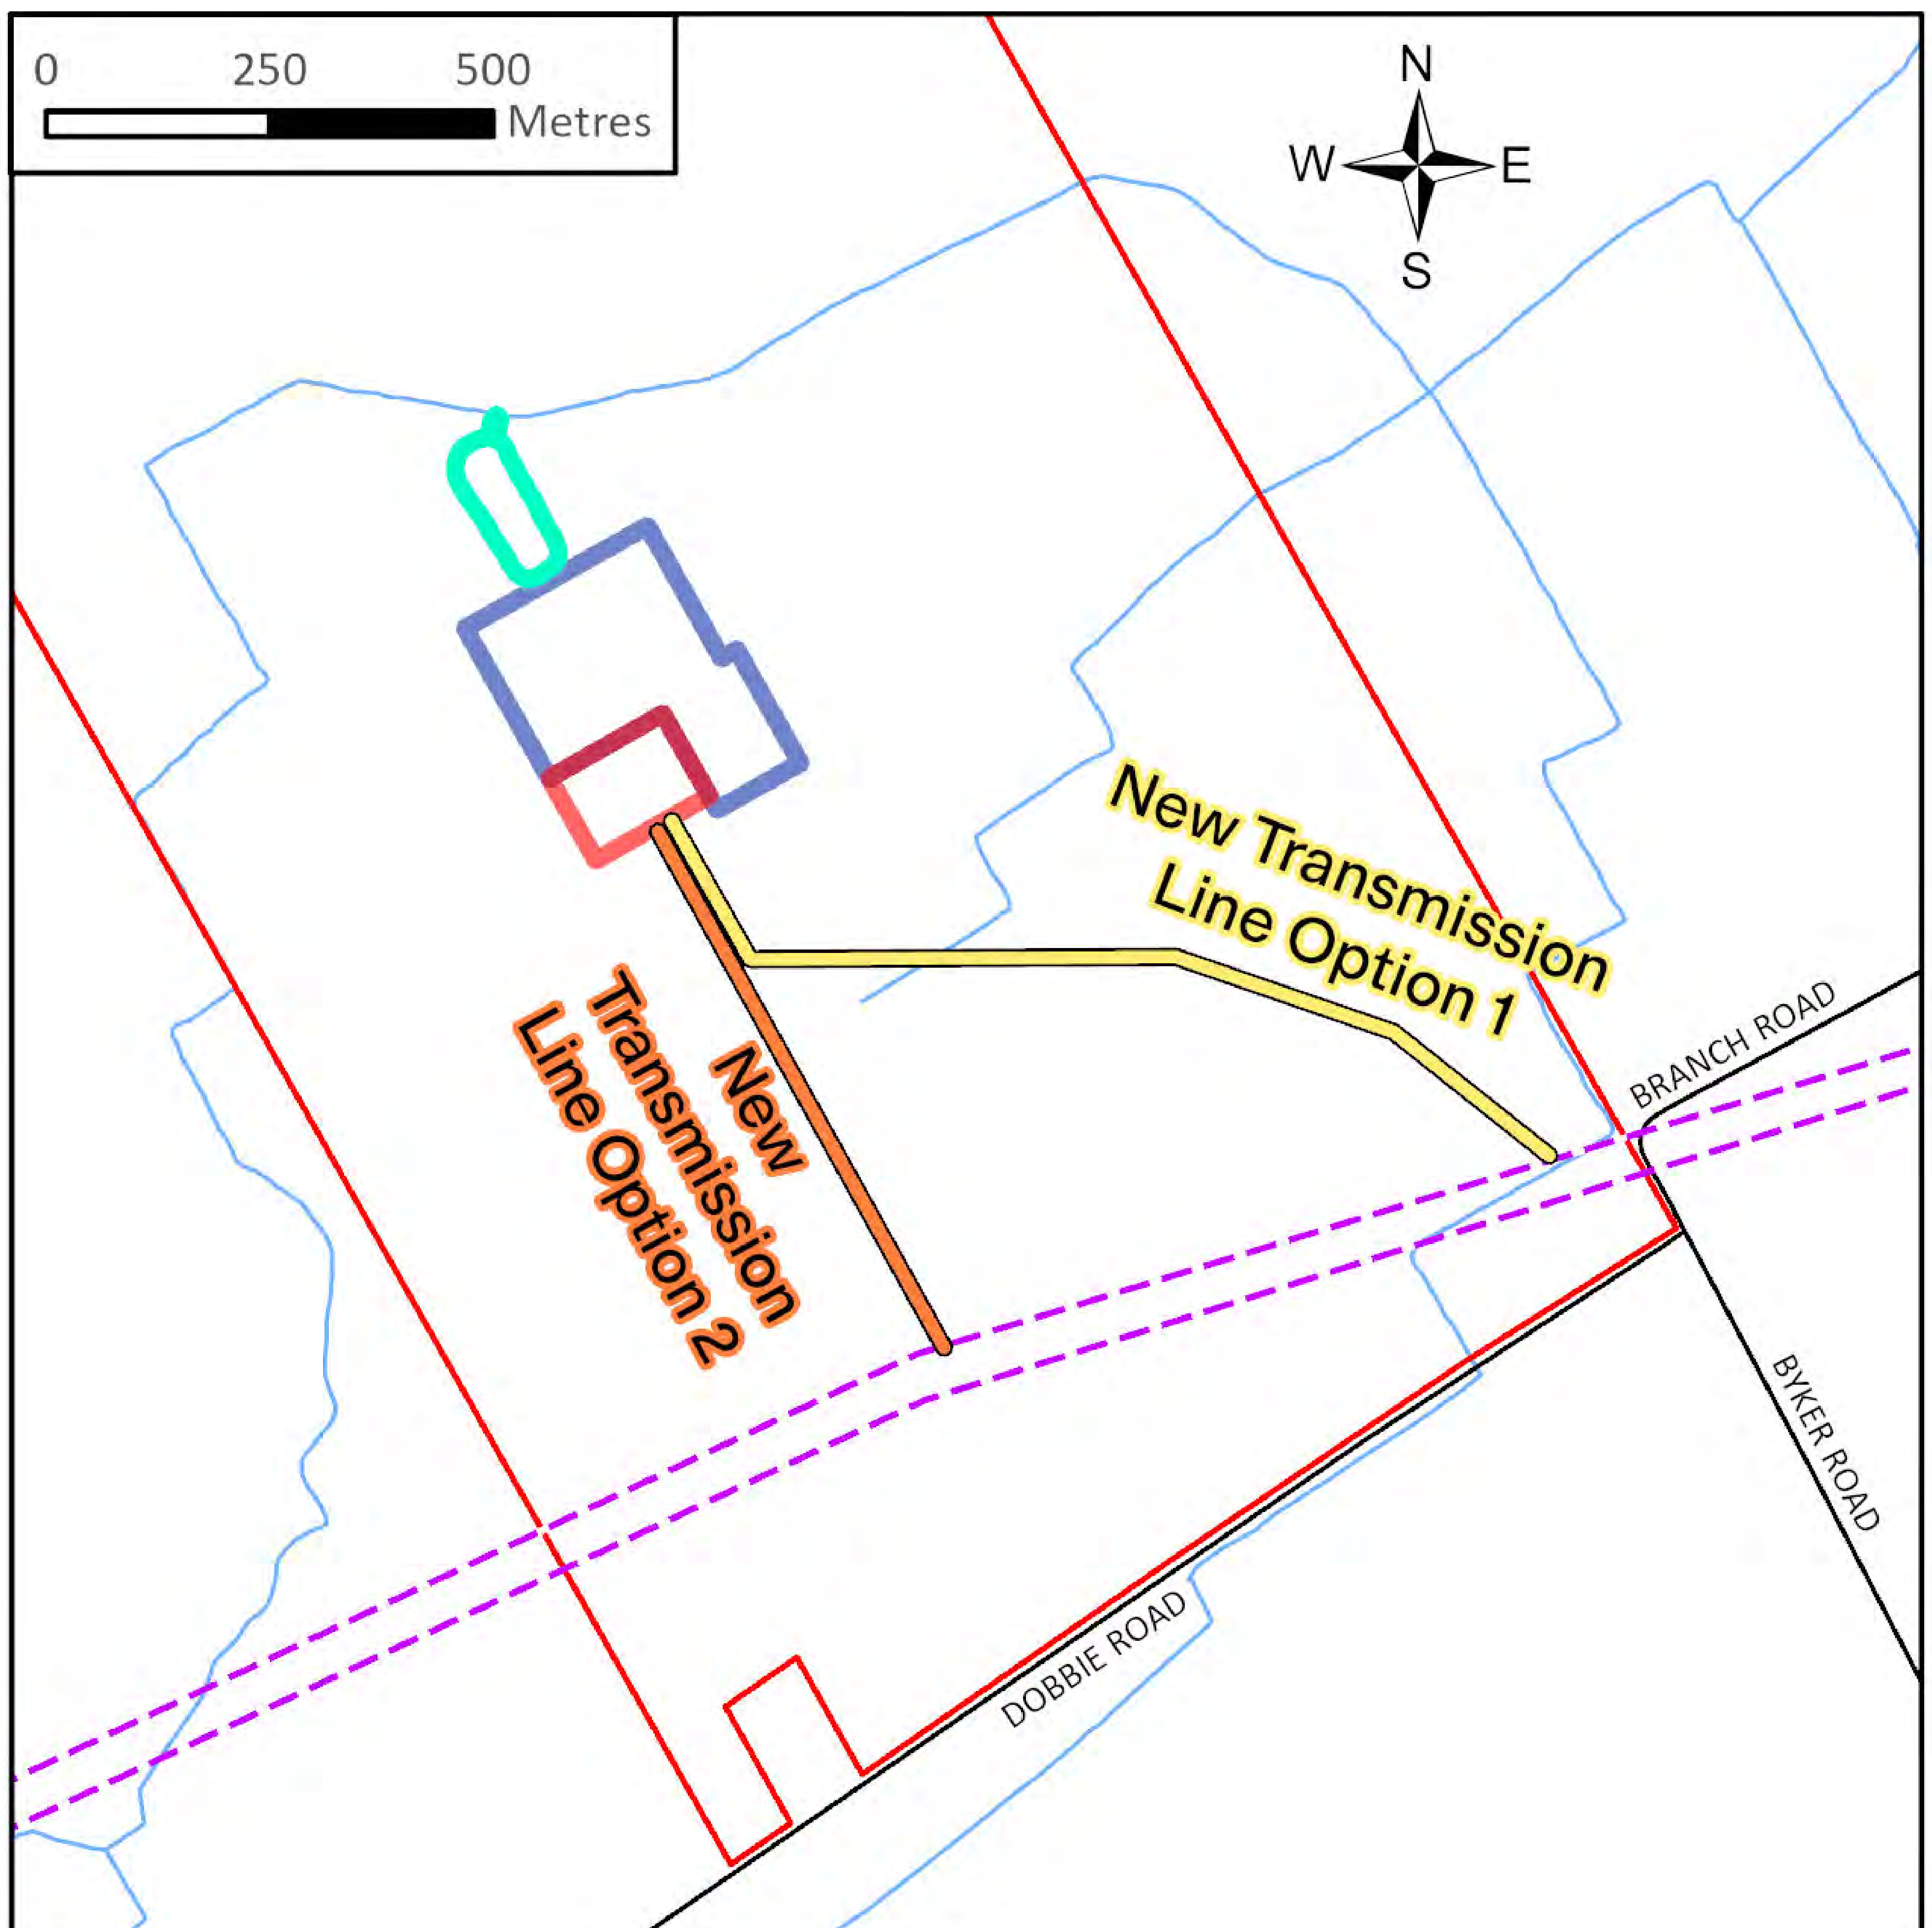 0 250 500
Metres
N
W E
S
New Transmission
Line Option 1
New
Transmission
Line Option 2
BRANCH ROAD
BYKER ROAD
DOBBIE ROAD